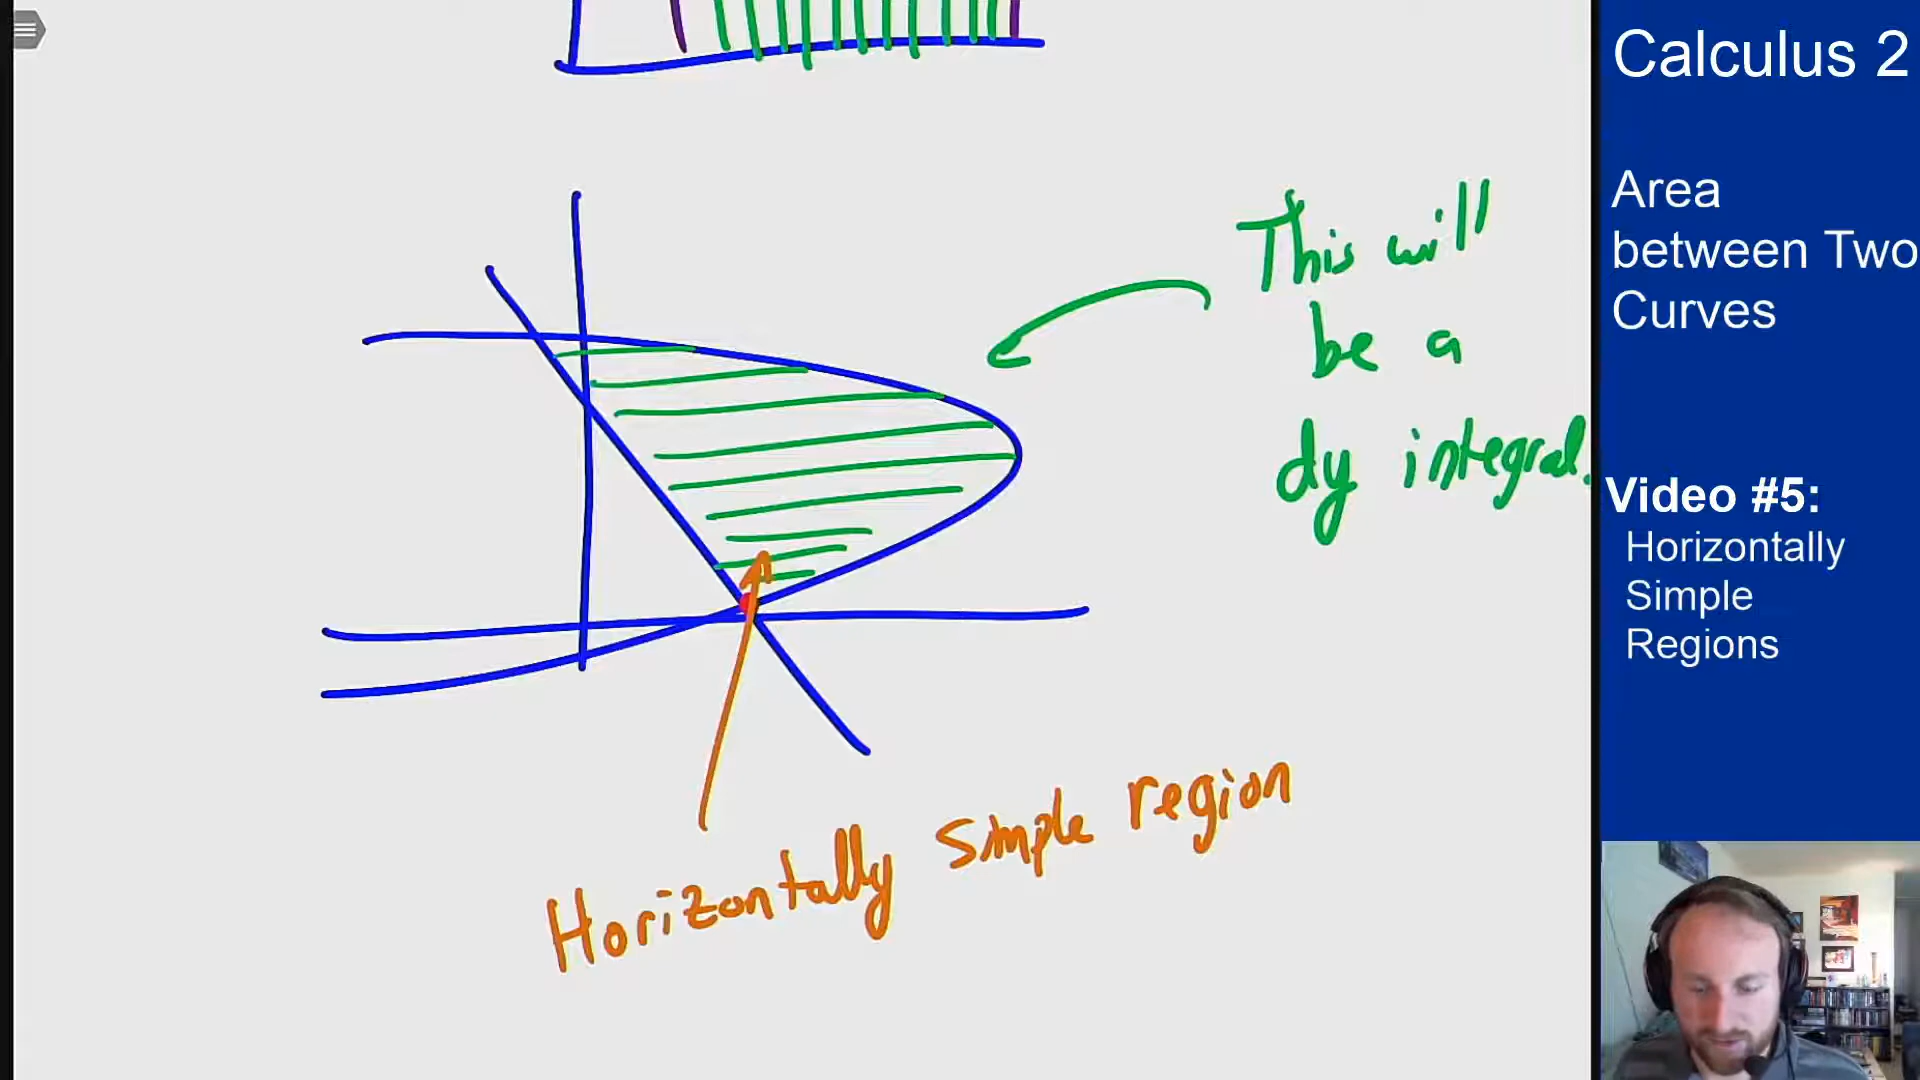 This will
be a
dy integral.
Horizontally simple region
Calculus 2
Area
between Two
Curves
Video #5:
Horizontally
Simple
Regions